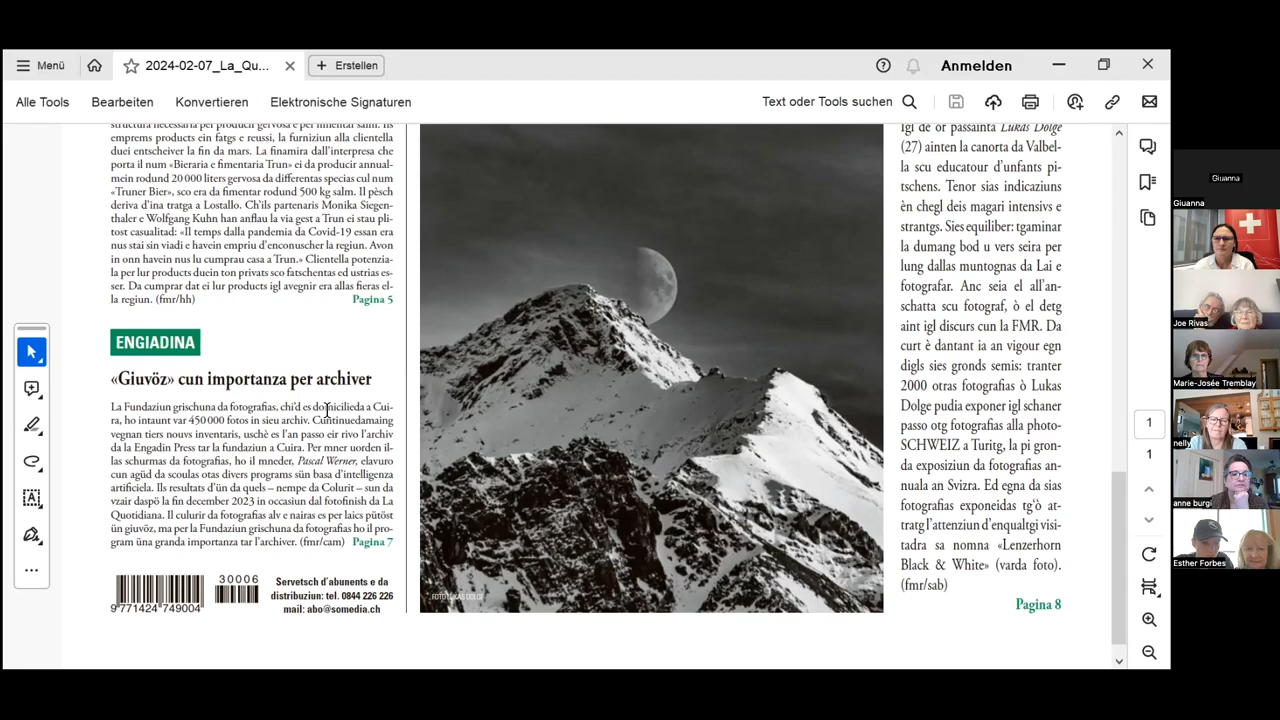 Menü
2024-02-07_La_Qu...
Erstellen
Anmelden
Alle Tools
Bearbeiten
Konvertieren
Elektronische Signaturen
Text oder Tools suchen
structura necessaria per producir gervosa e per fimentar salm. Ils
emprems products ein fatgs e reussi, la furniziun alla clientella
duei entscheiver la fin da mars. La finamira dall'interpresa che
porta il num «Bieraria e fimentaria Trun» ei da producir annual-
mein rodund 20 000 liters gervosa da differentas specias cul num
«Truner Bier», sco era da fimentar rodund 500 kg salm. Il pèsch
deriva d'ina tratga a Lostallo. Ch'ils partenaris Monika Siegen-
thaler e Wolfgang Kuhn han anflau la via gest a Trun ei stau pli-
tost casualitad: «Il temps dalla pandemia da Covid-19 essan era
nus stai sin viadi e havein empriu d'enconuscher la regiun. Avon
in onn havein nus lu cumprau casa a Trun.» Clientella potenzia-
la per lur products duein ton privats sco fatschentas ed ustrias es-
ser. Da cumprar dat ei lur products igl avegnir era allas fieras el-
la regiun. (fmr/hh)
Pagina 5
ENGIADINA
«Giuvöz» cun importanza per archiver
La Fundaziun grischuna da fotografias, chi'd es domicilieda a Cui-
ra, ho intaunt var 450 000 fotos in sieu archiv. Cuntinuedamaing
vegnan tiers nouvs inventaris, uschè es l'an passo eir rivo l'archiv
da la Engadin Press tar la fundaziun a Cuira. Per mner uorden il-
las schurmas da fotografias, ho il mneder, Pascal Werner, elavuro
cun agüd da scoulas otas divers programs sün basa d'intelligenza
artificiela. Ils resultats d'ün da quels – nempe da Colurit – sun da
vzair daspö la fin december 2023 in occasiun dal fotofinish da La
Quotidiana. Il culurir da fotografias alv e nairas es per laics pütöst
ün giuvöz, ma per la Fundaziun grischuna da fotografias ho il pro-
gram üna granda importanza tar l'archiver. (fmr/cam)
Pagina 7
30006
9 771424 749004
Servetsch d'abunents e da
distribuziun: tel. 0844 226 226
mail: abo@somedia.ch
FOTO LUKAS DOLGE
Igl de or passainta Lukas Dolge
(27) ainten la canorta da Valbel-
la scu educatour d'unfants pi-
tschens. Tenor sias indicaziuns
èn chegl deis magari intensivs e
strantgs. Sies equiliber: tgaminar
la dumang bod u vers seira per
lung dallas muntognas da Lai e
fotografar. Anc seia el all'an-
schatta scu fotograf, ò el detg
aint igl discurs cun la FMR. Da
curt è dantant ia an vigour egn
digls sies gronds semis: tranter
2000 otras fotografias ò Lukas
Dolge pudia exponer igl schaner
passo otg fotografias alla photo-
SCHWEIZ a Turitg, la pi gron-
da exposiziun da fotografias an-
nuala an Svizra. Ed egna da sias
fotografias exponeidas tg'ò at-
tratg l'attenziun d'enqualtgi visi-
tadra sa nomna «Lenzerhorn
Black & White» (varda foto).
(fmr/sab)
Pagina 8
1
1
Giuanna
Giuanna
Joe Rivas
Marie-Josée Tremblay
nelly
anne burgi
Esther Forbes